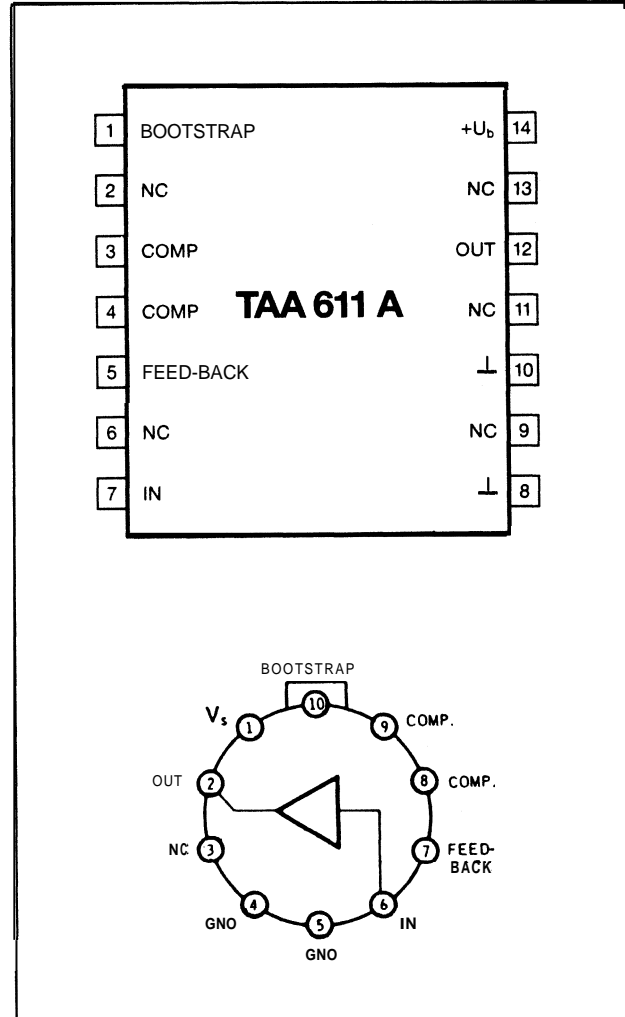 1 BOOTSTRAP +Ub 14
2 NC NC 13
3 COMP OUT 12
TAA 611 A
4 COMP NC 11
5 FEED-BACK ⊥ 10
6 NC NC 9
7 IN ⊥ 8
BOOTSTRAP
10
Vs 1
9 COMP.
OUT 2
8 COMP.
NC 3
7 FEED-
BACK
4
GNO
5
GNO
6 IN